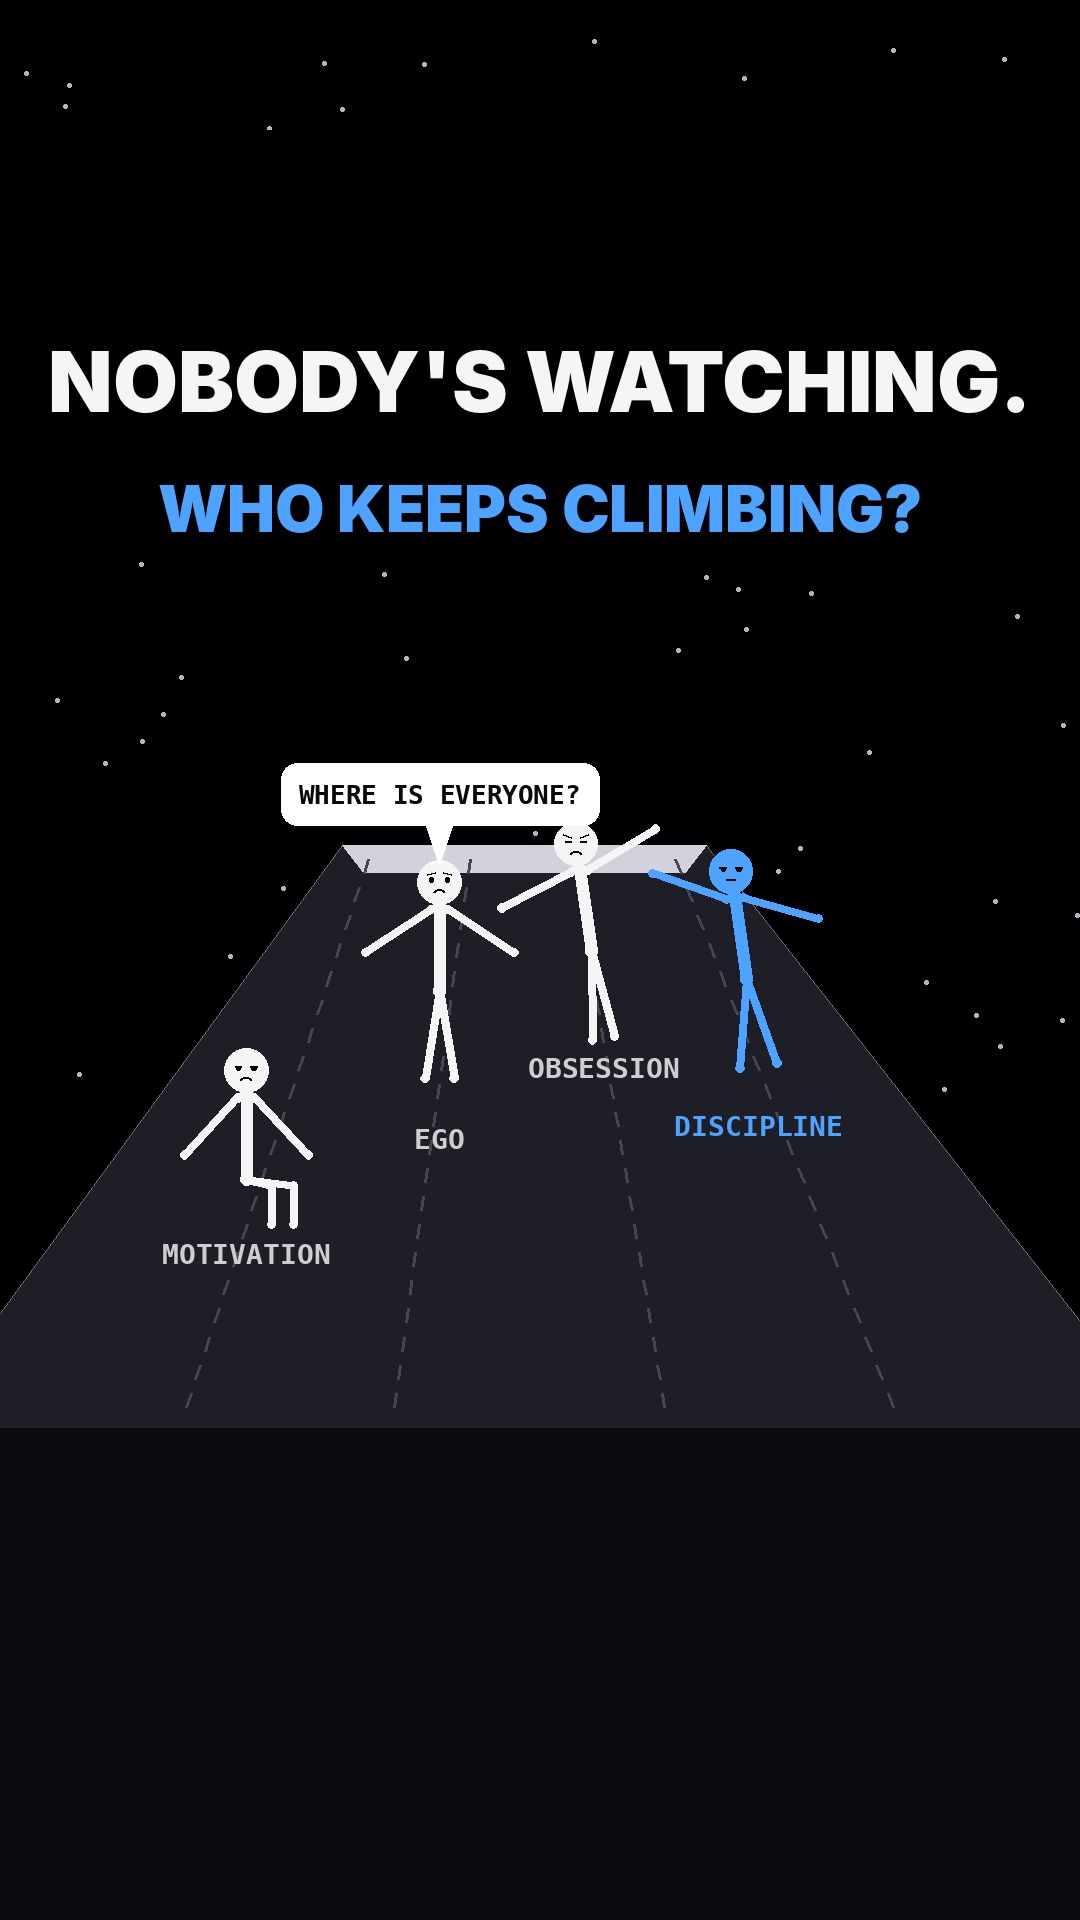 NOBODY'S WATCHING.
WHO KEEPS CLIMBING?
WHERE IS EVERYONE?
OBSESSION
DISCIPLINE
EGO
MOTIVATION